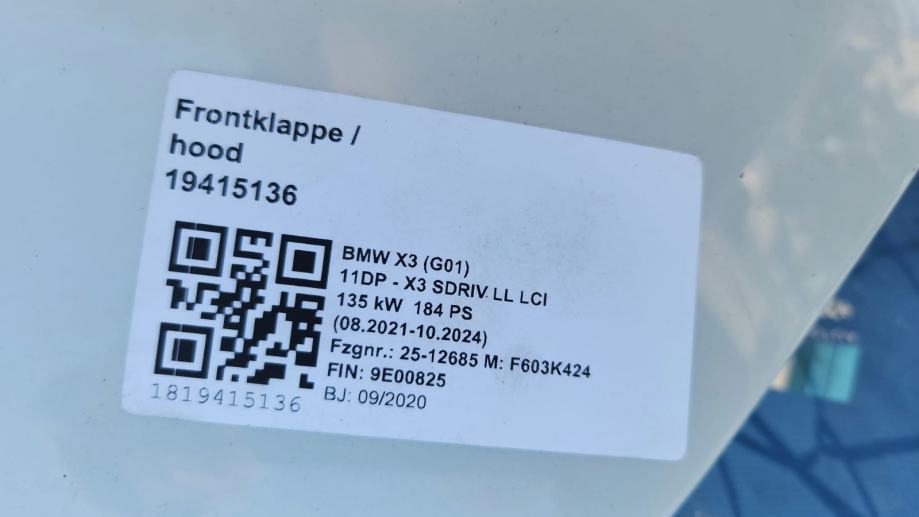 Frontklappe /
hood
19415136
BMW X3 (G01)
11DP - X3 SDRIV LL LCI
135 kW 184 PS
(08.2021-10.2024)
Fzgnr.: 25-12685 M: F603K424
FIN: 9E00825
BJ: 09/2020
1819415136